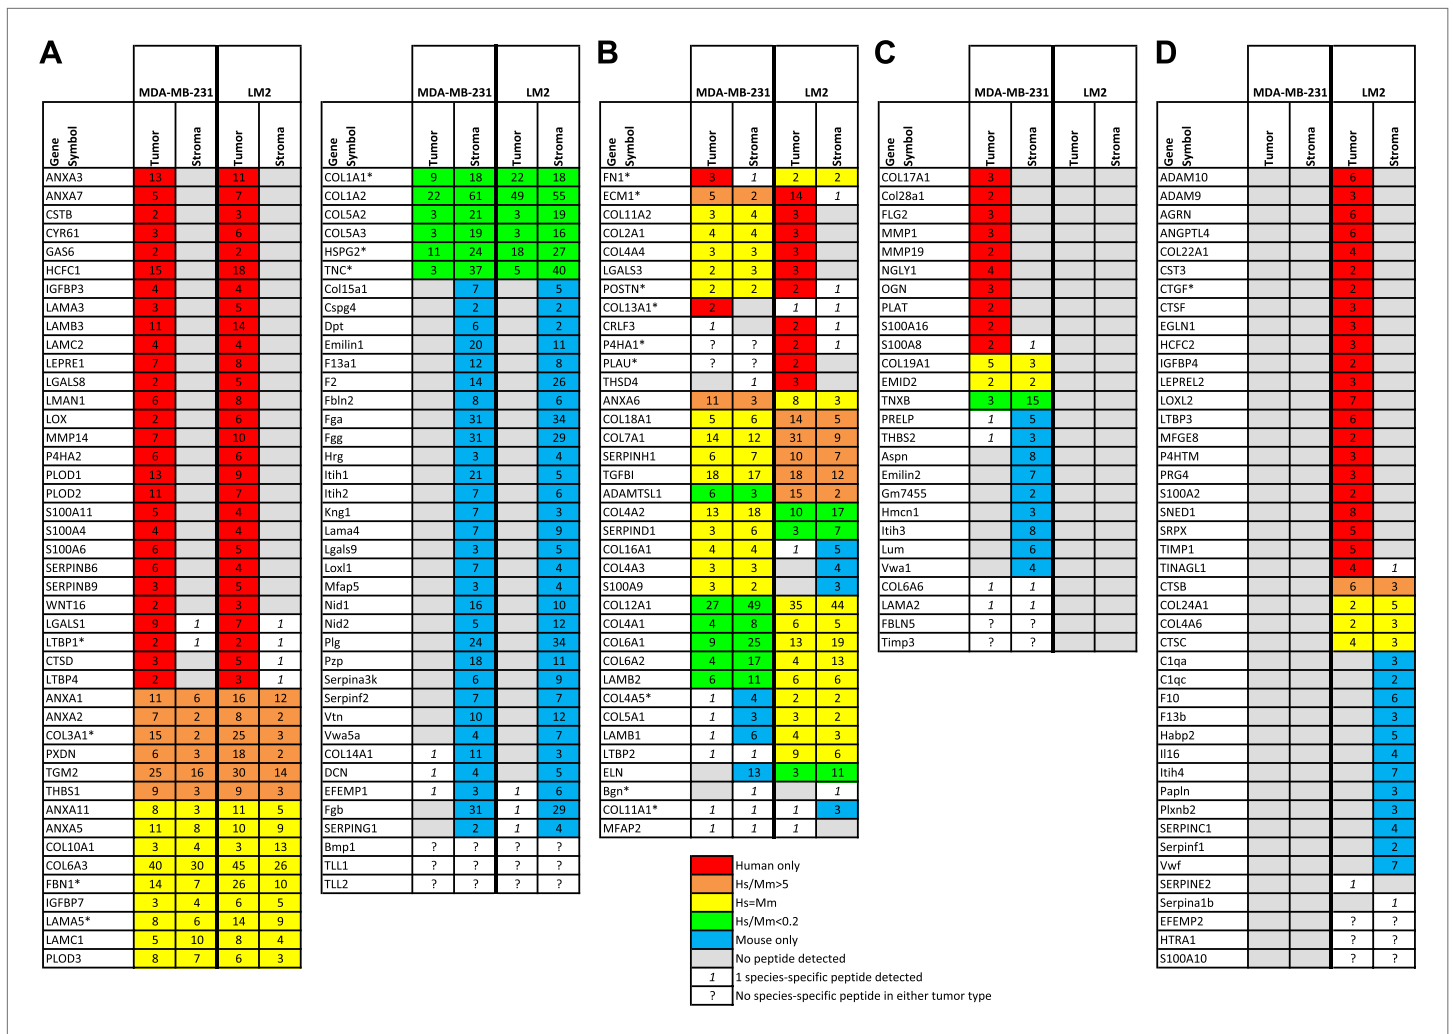 A
MDA-MB-231 LM2
Gene Symbol Tumor Stroma Tumor Stroma
ANXA3 13 11
ANXA7 5 7
CSTB 2 3
CYR61 3 6
GAS6 2 2
HCFC1 15 18
IGFBP3 4 4
LAMA3 3 5
LAMB3 11 14
LAMC2 4 4
LEPRE1 7 8
LGALS8 2 5
LMAN1 6 8
LOX 2 6
MMP14 7 10
P4HA2 6 6
PLOD1 13 9
PLOD2 11 7
S100A11 5 4
S100A4 4 4
S100A6 6 5
SERPINB6 6 4
SERPINB9 3 5
WNT16 2 3
LGALS1 9 1 7 1
LTBP1* 2 1 2 1
CTSD 3 5 1
LTBP4 2 3 1
ANXA1 11 6 16 12
ANXA2 7 2 8 2
COL3A1* 15 2 25 3
PXDN 6 3 18 2
TGM2 25 16 30 14
THBS1 9 3 9 3
ANXA11 8 3 11 5
ANXA5 11 8 10 9
COL10A1 3 4 3 13
COL6A3 40 30 45 26
FBN1* 14 7 26 10
IGFBP7 3 4 6 5
LAMA5* 8 6 14 9
LAMC1 5 10 8 4
PLOD3 8 7 6 3
MDA-MB-231 LM2
Gene Symbol Tumor Stroma Tumor Stroma
COL1A1* 9 18 22 18
COL1A2 22 61 49 55
COL5A2 3 21 3 19
COL5A3 3 19 3 16
HSPG2* 11 24 18 27
TNC* 3 37 5 40
Col15a1 7 5
Cspg4 2 2
Dpt 6 2
Emilin1 20 11
F13a1 12 8
F2 14 26
Fbln2 8 6
Fga 31 34
Fgg 31 29
Hrg 3 4
Itih1 21 5
Itih2 7 6
Kng1 7 3
Lama4 7 9
Lgals9 3 5
Loxl1 7 4
Mfap5 3 4
Nid1 16 10
Nid2 5 12
Plg 24 34
Pzp 18 11
Serpina3k 6 9
Serpinf2 7 7
Vtn 10 12
Vwa5a 4 7
COL14A1 1 11 3
DCN 1 4 5
EFEMP1 1 3 1 6
Fgb 31 1 29
SERPING1 2 1 4
Bmp1 ? ? ? ?
TLL1 ? ? ? ?
TLL2 ? ? ? ?
B
MDA-MB-231 LM2
Gene Symbol Tumor Stroma Tumor Stroma
FN1* 3 1 2 2
ECM1* 5 2 14 1
COL11A2 3 4 3
COL2A1 4 4 3
COL4A4 3 3 3
LGALS3 2 3 3
POSTN* 2 2 2 1
COL13A1* 2 1 1
CRLF3 1 2 1
P4HA1* ? ? 2 1
PLAU* ? ? 2
THSD4 1 3
ANXA6 11 3 8 3
COL18A1 5 6 14 5
COL7A1 14 12 31 9
SERPINH1 6 7 10 7
TGFBI 18 17 18 12
ADAMTSL1 6 3 15 2
COL4A2 13 18 10 17
SERPIND1 3 6 3 7
COL16A1 4 4 1 5
COL4A3 3 3 4
S100A9 3 2 3
COL12A1 27 49 35 44
COL4A1 4 8 6 5
COL6A1 9 25 13 19
COL6A2 4 17 4 13
LAMB2 6 11 6 6
COL4A5* 1 4 2 2
COL5A1 1 3 3 2
LAMB1 1 6 4 3
LTBP2 1 1 9 6
ELN 13 3 11
Bgn* 1 1
COL11A1* 1 1 1 3
MFAP2 1 1 1
Human only
Hs/Mm>5
Hs=Mm
Hs/Mm<0.2
Mouse only
No peptide detected
1 1 species-specific peptide detected
? No species-specific peptide in either tumor type
C
MDA-MB-231 LM2
Gene Symbol Tumor Stroma Tumor Stroma
COL17A1 3
Col28a1 2
FLG2 3
MMP1 3
MMP19 2
NGLY1 4
OGN 3
PLAT 2
S100A16 2
S100A8 2 1
COL19A1 5 3
EMID2 2 2
TNXB 3 15
PRELP 1 5
THBS2 1 3
Aspn 8
Emilin2 7
Gm7455 2
Hmcn1 3
Itih3 8
Lum 6
Vwa1 4
COL6A6 1 1
LAMA2 1 1
FBLN5 ? ?
Timp3 ? ?
D
MDA-MB-231 LM2
Gene Symbol Tumor Stroma Tumor Stroma
ADAM10 6
ADAM9 3
AGRN 6
ANGPTL4 6
COL22A1 4
CST3 2
CTGF* 2
CTSF 3
EGLN1 3
HCFC2 3
IGFBP4 2
LEPREL2 3
LOXL2 2
LTBP3 6
MFGE8 2
P4HTM 3
PRG4 3
S100A2 2
SNED1 8
SRPX 5
TIMP1 5
TINAGL1 4 1
CTSB 6 3
COL24A1 2 5
COL4A6 2 3
CTSC 4 3
C1qa 3
C1qc 2
F10 6
F13b 3
Habp2 5
Il16 3
Itih4 7
Papln 3
Plxnb2 3
SERPINC1 4
Serpinf1 2
Vwf 7
SERPINE2 1
Serpina1b 1
EFEMP2 ? ?
HTRA1 ? ?
S100A10 ? ?